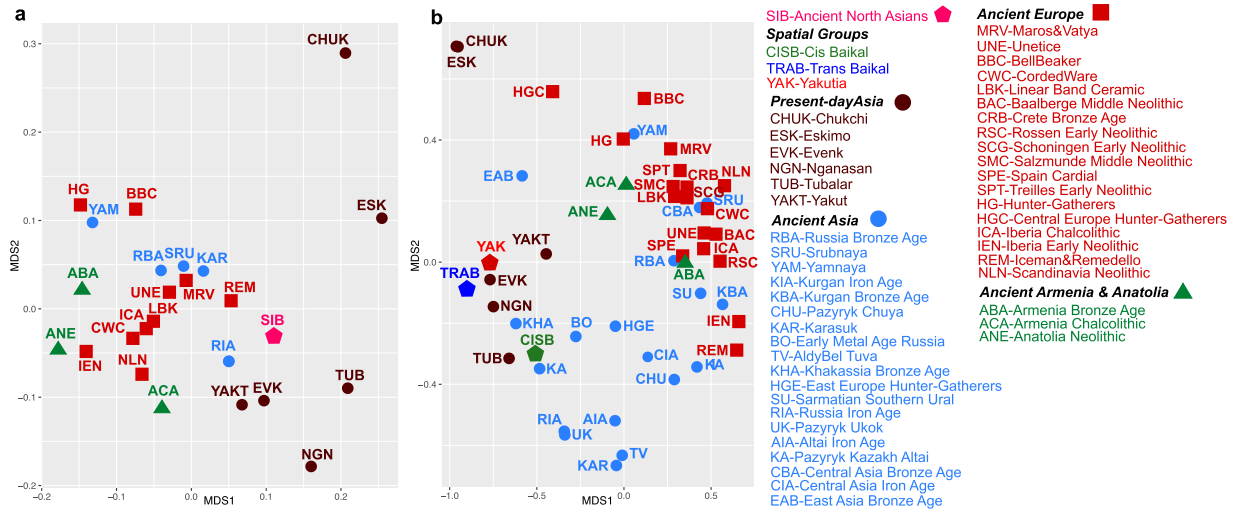 a
0.3
0.2
0.1
0.0
−0.1
−0.2
MDS2
−0.2
−0.1
0.0
0.1
0.2
MDS1
CHUK
ESK
HG
BBC
YAM
RBA
SRU
KAR
ABA
UNE
MRV
REM
LBK
ICA
SIB
CWC
ANE
IEN
NLN
RIA
ACA
YAKT
EVK
TUB
NGN
b
0.4
0.0
−0.4
MDS2
−1.0
−0.5
0.0
0.5
MDS1
CHUK
ESK
HGC
BBC
HG
YAM
MRV
EAB
SPT
CRB
NLN
ACA
SMC
SCG
LBK
SRU
CBA
CWC
ANE
UNE
BAC
YAKT
SPE
ICA
YAK
RBA
RSC
TRAB
EVK
ABA
SU
KBA
NGN
KHA
BO
HGE
IEN
CISB
TUB
KA
CIA
REM
KA
CHU
RIA
AIA
UK
TV
KAR
SIB-Ancient North Asians
Spatial Groups
CISB-Cis Baikal
TRAB-Trans Baikal
YAK-Yakutia
Present-dayAsia
CHUK-Chukchi
ESK-Eskimo
EVK-Evenk
NGN-Nganasan
TUB-Tubalar
YAKT-Yakut
Ancient Asia
RBA-Russia Bronze Age
SRU-Srubnaya
YAM-Yamnaya
KIA-Kurgan Iron Age
KBA-Kurgan Bronze Age
CHU-Pazyryk Chuya
KAR-Karasuk
BO-Early Metal Age Russia
TV-AldyBel Tuva
KHA-Khakassia Bronze Age
HGE-East Europe Hunter-Gatherers
SU-Sarmatian Southern Ural
RIA-Russia Iron Age
UK-Pazyryk Ukok
AIA-Altai Iron Age
KA-Pazyryk Kazakh Altai
CBA-Central Asia Bronze Age
CIA-Central Asia Iron Age
EAB-East Asia Bronze Age
Ancient Europe
MRV-Maros&Vatya
UNE-Unetice
BBC-BellBeaker
CWC-CordedWare
LBK-Linear Band Ceramic
BAC-Baalberge Middle Neolithic
CRB-Crete Bronze Age
RSC-Rossen Early Neolithic
SCG-Schoningen Early Neolithic
SMC-Salzmunde Middle Neolithic
SPE-Spain Cardial
SPT-Treilles Early Neolithic
HG-Hunter-Gatherers
HGC-Central Europe Hunter-Gatherers
ICA-Iberia Chalcolithic
IEN-Iberia Early Neolithic
REM-Iceman&Remedello
NLN-Scandinavia Neolithic
Ancient Armenia & Anatolia
ABA-Armenia Bronze Age
ACA-Armenia Chalcolithic
ANE-Anatolia Neolithic